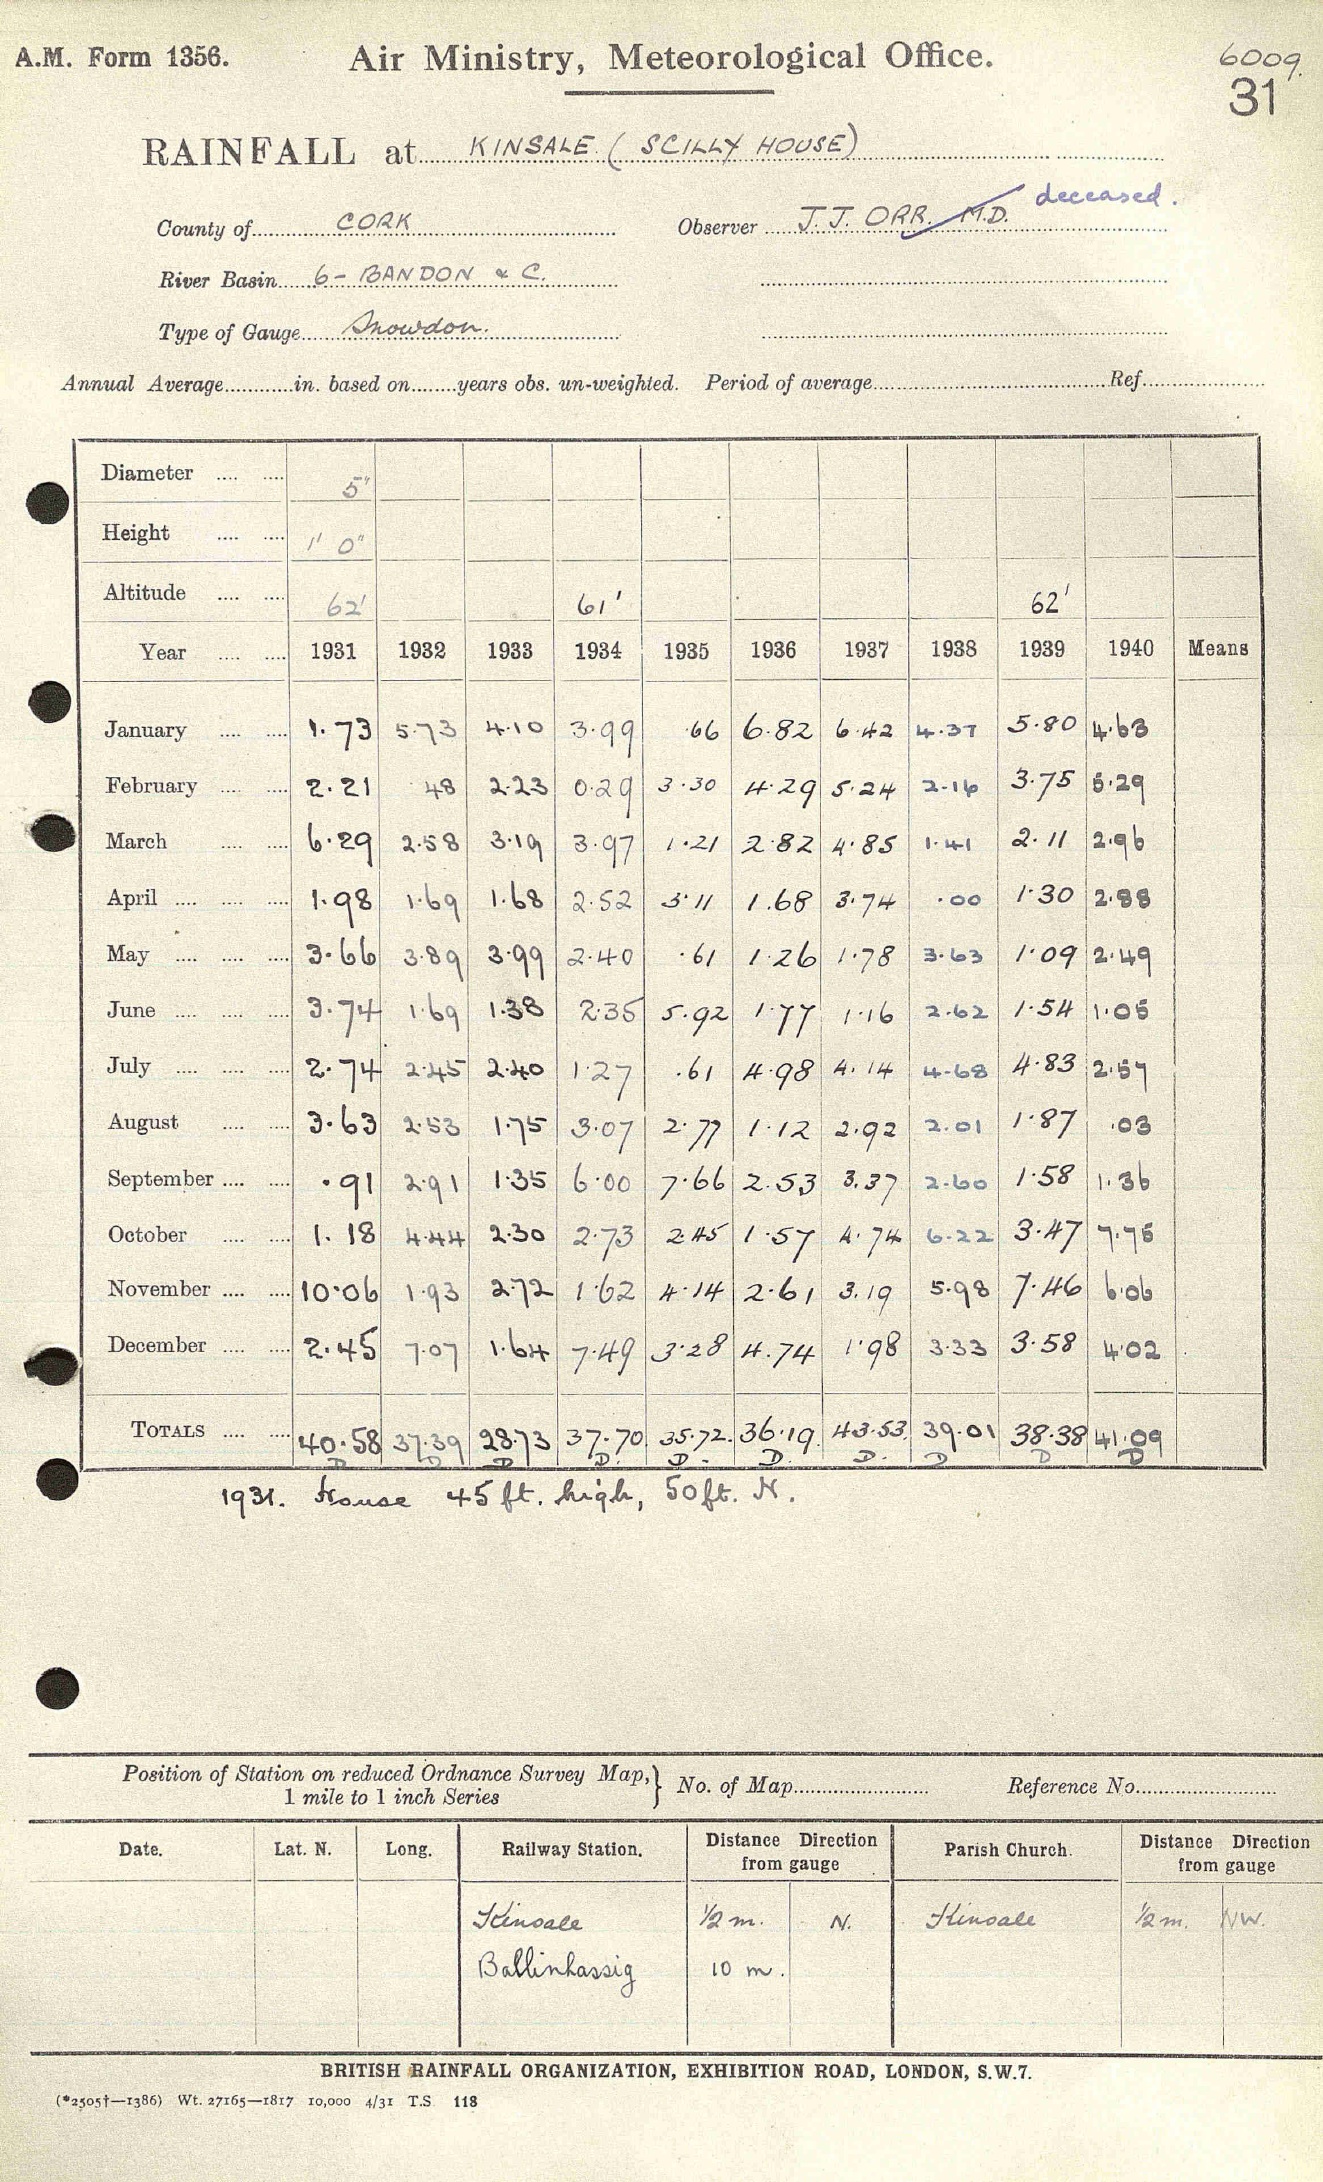 A.M. Form 1356.
Air Ministry, Meteorological Office.
6009.
31
RAINFALL at KINSALE (SCILLY HOUSE)
County of CORK Observer J.J. ORR. M.D. deceased.
River Basin 6 - BANDON & C.
Type of Gauge Snowdon.
Annual Average in. based on years obs. un-weighted. Period of average Ref
Diameter 5"
Height 1' 0"
Altitude 62' 61' 62'
Year 1931 1932 1933 1934 1935 1936 1937 1938 1939 1940 Means
January 1.73 5.73 4.10 3.99 .66 6.82 6.42 4.37 5.80 4.63
February 2.21 .48 2.23 0.29 3.30 4.29 5.24 2.16 3.75 5.29
March 6.29 2.58 3.19 3.97 1.21 2.82 4.85 1.41 2.11 2.96
April 1.98 1.69 1.68 2.52 3.11 1.68 3.74 .00 1.30 2.88
May 3.66 3.89 3.99 2.40 .61 1.26 1.78 3.63 1.09 2.49
June 3.74 1.69 1.38 2.35 5.92 1.77 1.16 2.62 1.54 1.05
July 2.74 2.45 2.40 1.27 .61 4.98 4.14 4.68 4.83 2.57
August 3.63 2.53 1.75 3.07 2.77 1.12 2.92 2.01 1.87 .03
September .91 2.91 1.35 6.00 7.66 2.53 3.37 2.60 1.58 1.36
October 1.18 4.44 2.30 2.73 2.45 1.57 4.74 6.22 3.47 7.75
November 10.06 1.93 2.72 1.62 4.14 2.61 3.19 5.98 7.46 6.06
December 2.45 7.07 1.64 7.49 3.28 4.74 1.98 3.33 3.58 4.02
TOTALS 40.58 37.39 28.73 37.70 35.72 36.19 43.53 39.01 38.38 41.09
D D D D. D. D. D. D D D
1931. House 45 ft. high, 50 ft. N.
Position of Station on reduced Ordnance Survey Map, } No. of Map Reference No
1 mile to 1 inch Series
Date. Lat. N. Long. Railway Station. Distance Direction from gauge Parish Church. Distance Direction from gauge
Kinsale 1/2 m. N. Kinsale 1/2 m. NW.
Ballinhassig 10 m.
BRITISH RAINFALL ORGANIZATION, EXHIBITION ROAD, LONDON, S.W.7.
(*2505†—1386) Wt. 27165—1817 10,000 4/31 T.S 118